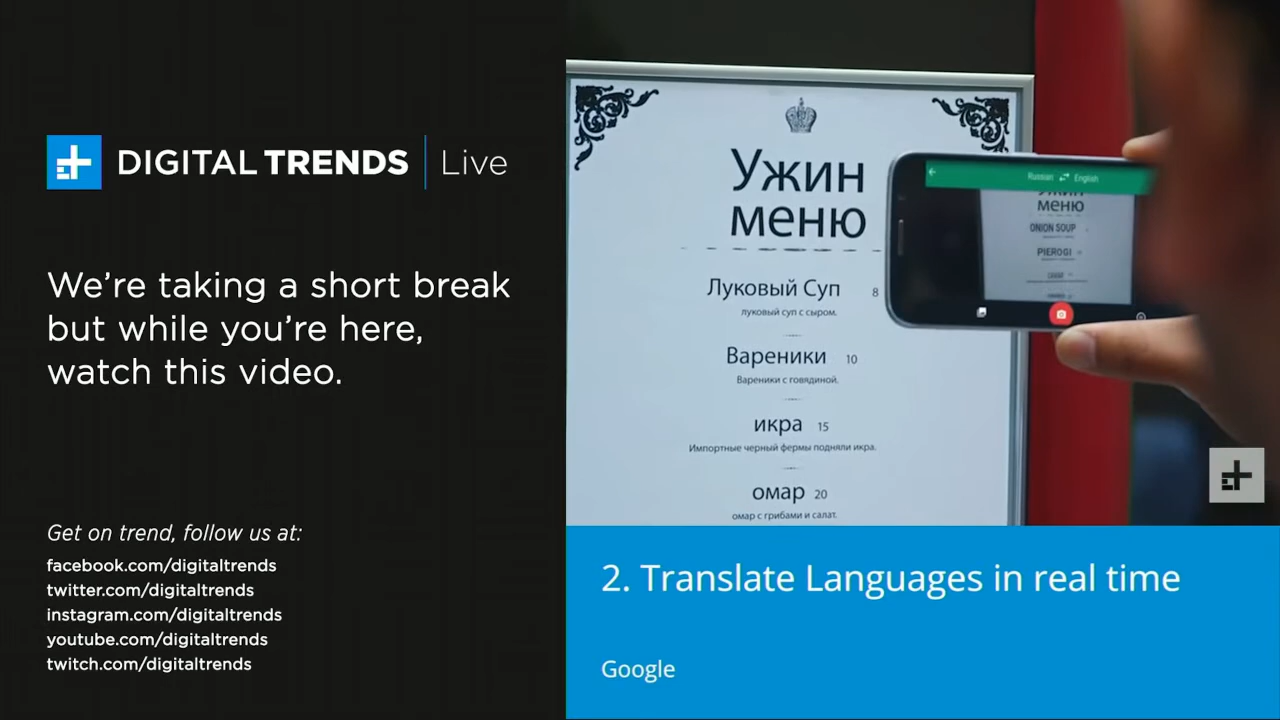 DIGITAL TRENDS Live
We're taking a short break
but while you're here,
watch this video.
Get on trend, follow us at:
facebook.com/digitaltrends
twitter.com/digitaltrends
instagram.com/digitaltrends
youtube.com/digitaltrends
twitch.com/digitaltrends
Ужин
меню
Луковый Суп 8
луковый суп с сыром.
Вареники 10
Вареники с говядиной.
икра 15
Импортные черный фермы подняли икра.
омар 20
омар с грибами и салат.
Russian English
Ужин
меню
ONION SOUP
PIEROGI
2. Translate Languages in real time
Google